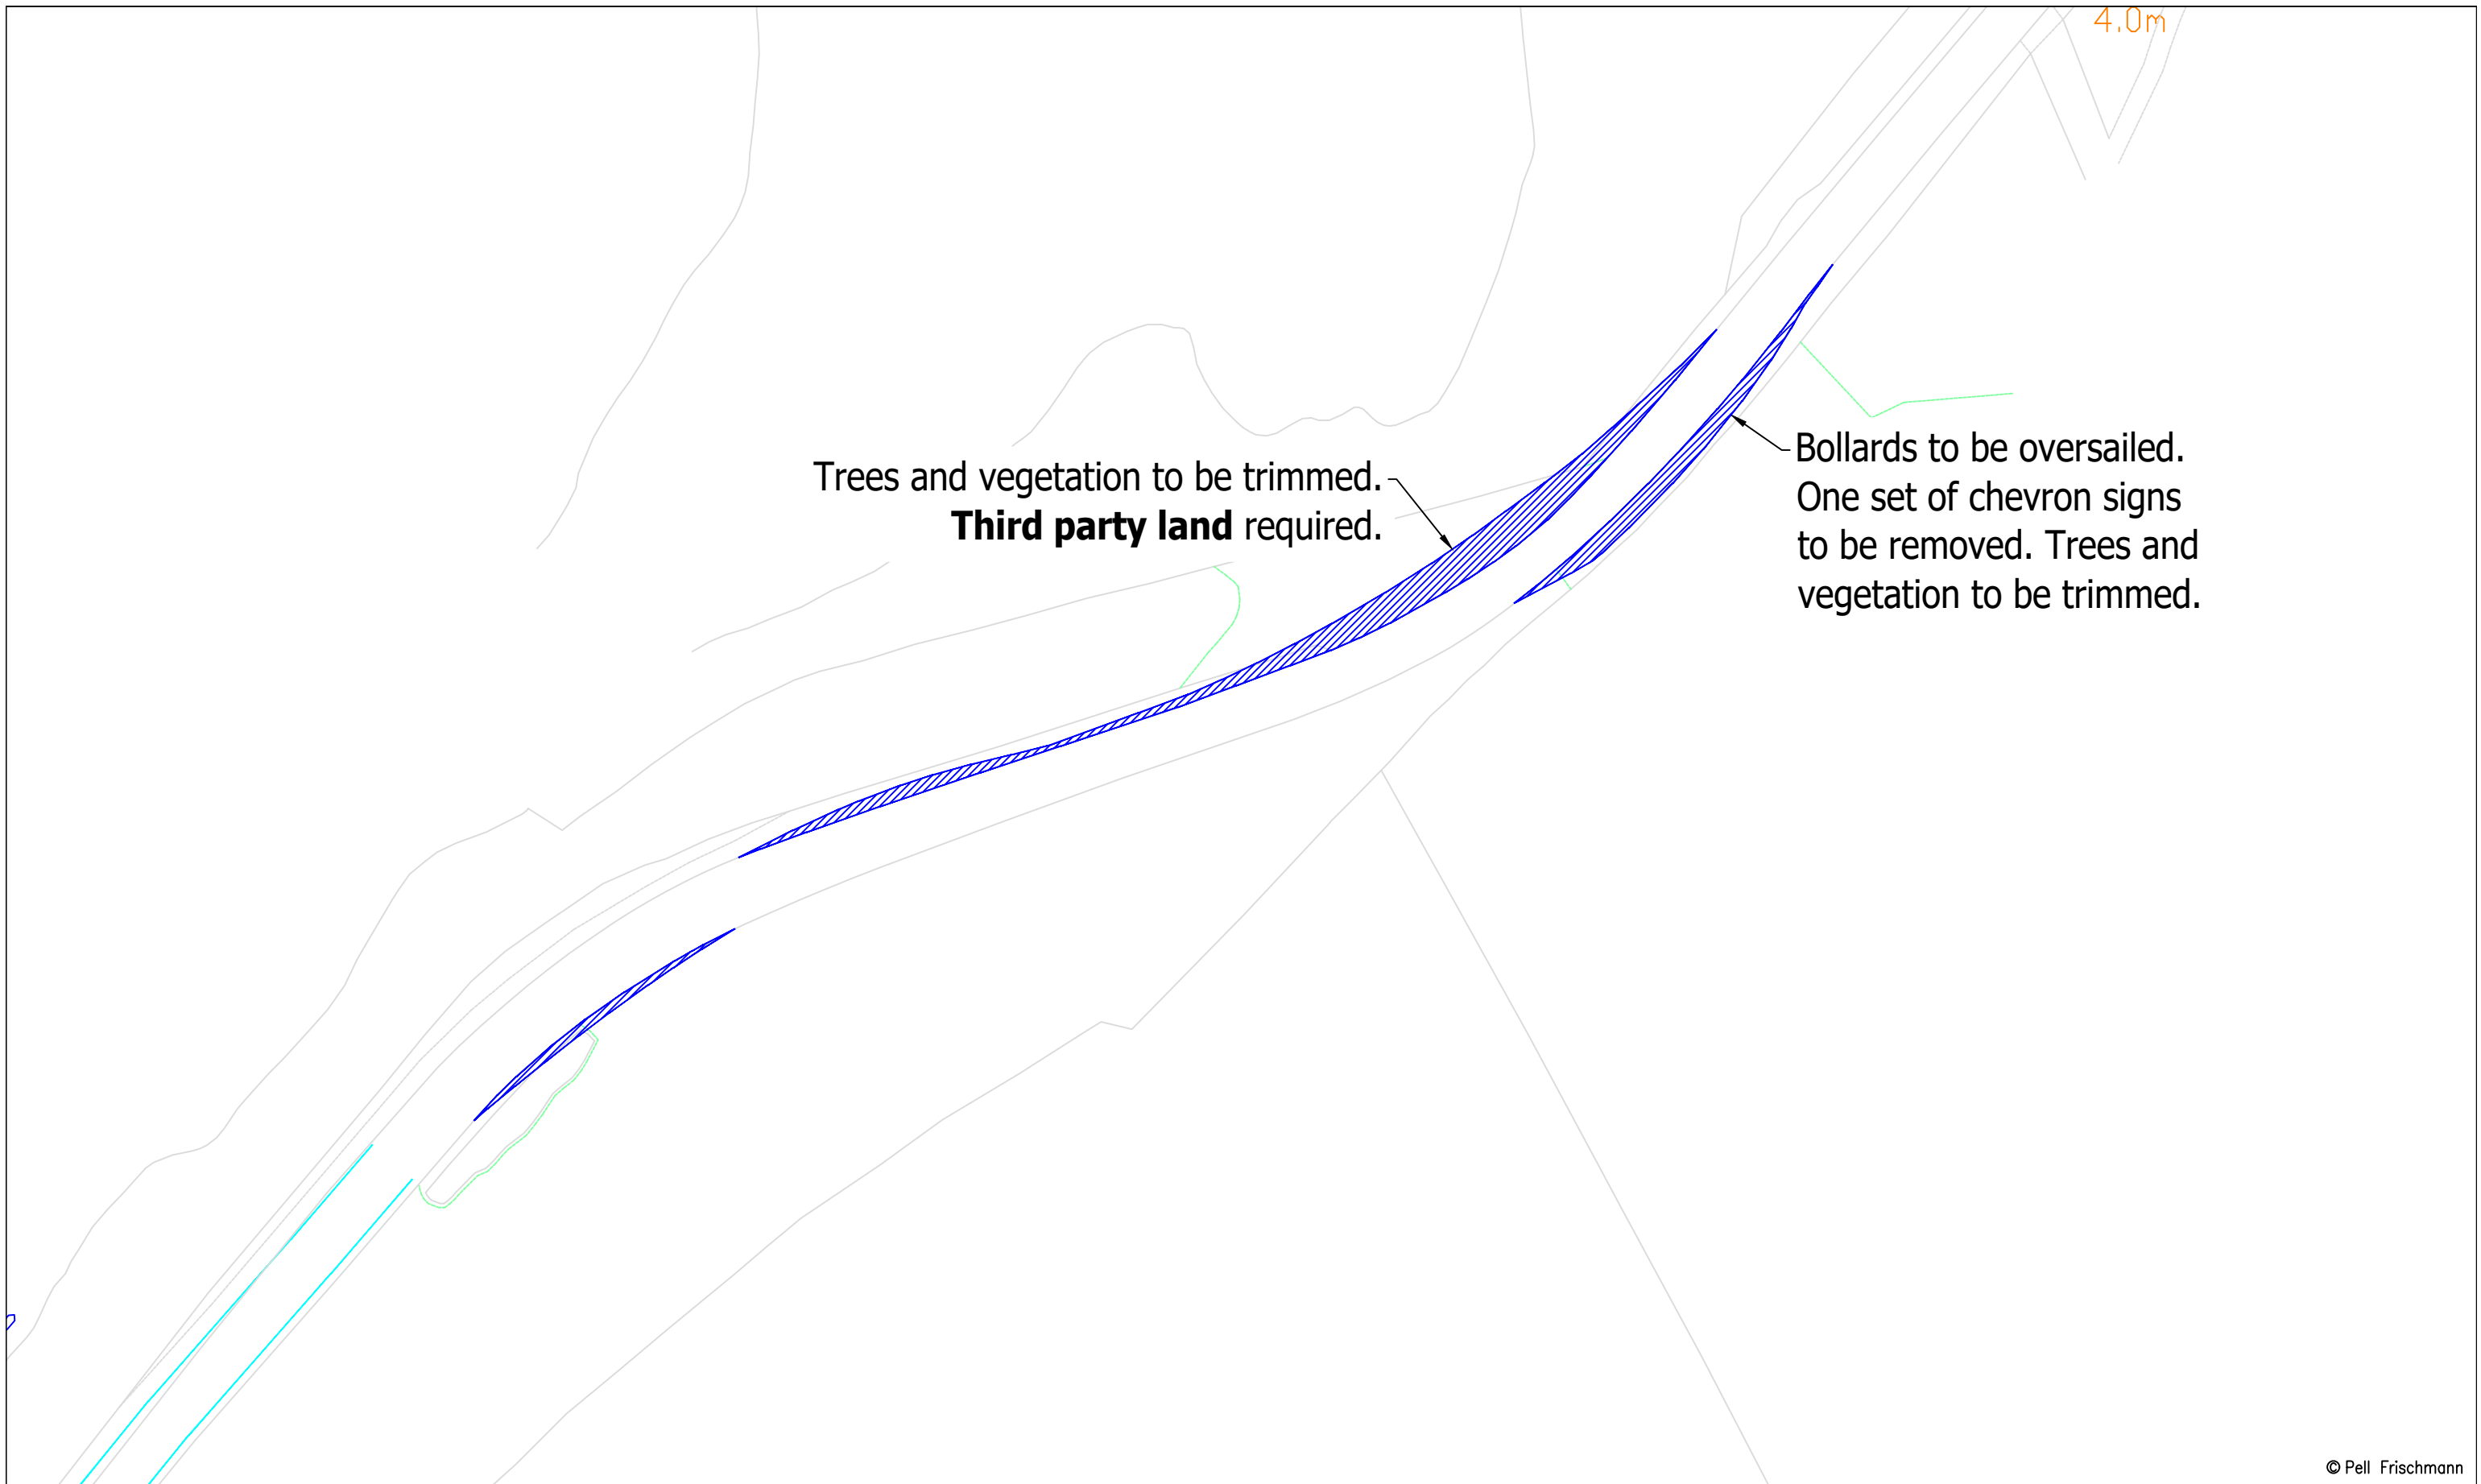 4.0m
Trees and vegetation to be trimmed.
Third party land required.
Bollards to be oversailed.
One set of chevron signs
to be removed. Trees and
vegetation to be trimmed.
© Pell Frischmann